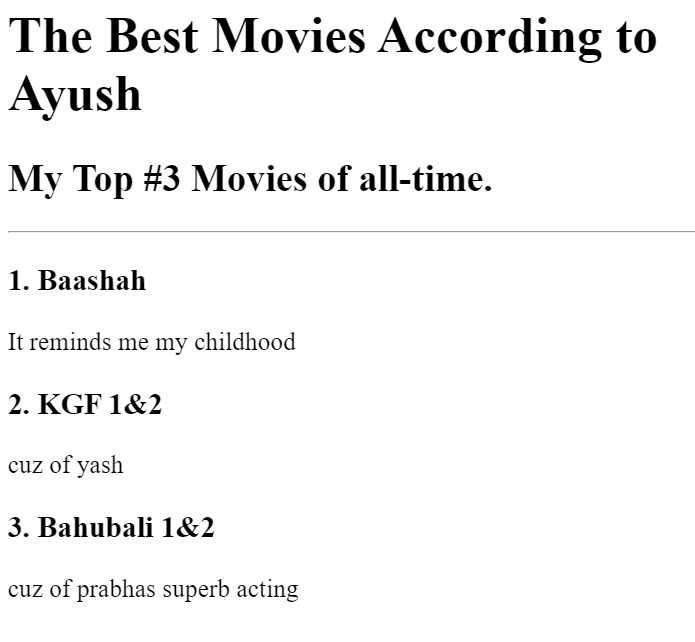 The Best Movies According to
Ayush
My Top #3 Movies of all-time.
1. Baashah
It reminds me my childhood
2. KGF 1&2
cuz of yash
3. Bahubali 1&2
cuz of prabhas superb acting